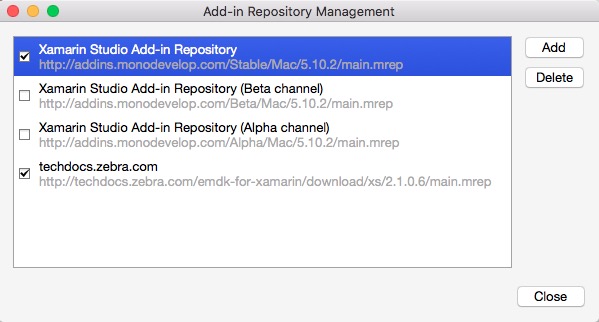 Add-in Repository Management
Xamarin Studio Add-in Repository
http://addins.monodevelop.com/Stable/Mac/5.10.2/main.mrep
Xamarin Studio Add-in Repository (Beta channel)
http://addins.monodevelop.com/Beta/Mac/5.10.2/main.mrep
Xamarin Studio Add-in Repository (Alpha channel)
http://addins.monodevelop.com/Alpha/Mac/5.10.2/main.mrep
techdocs.zebra.com
http://techdocs.zebra.com/emdk-for-xamarin/download/xs/2.1.0.6/main.mrep
Add
Delete
Close